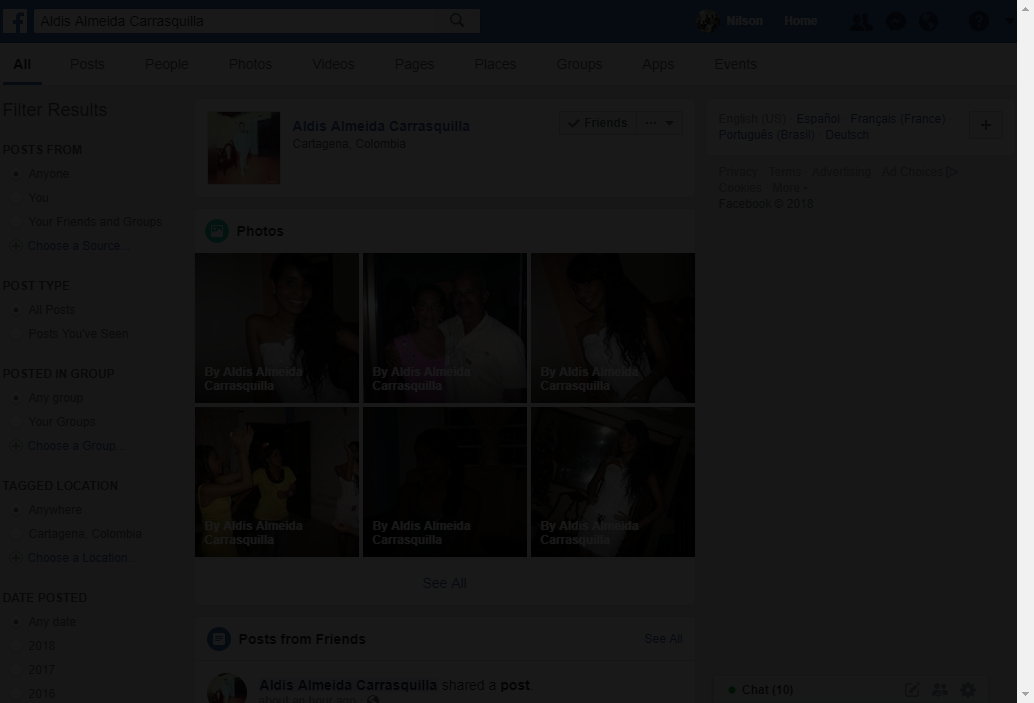 Aldis Almeida Carrasquilla
Nilson
Home
All
Posts
People
Photos
Videos
Pages
Places
Groups
Apps
Events
Filter Results
POSTS FROM
Anyone
You
Your Friends and Groups
Choose a Source...
POST TYPE
All Posts
Posts You've Seen
POSTED IN GROUP
Any group
Your Groups
Choose a Group...
TAGGED LOCATION
Anywhere
Cartagena, Colombia
Choose a Location...
DATE POSTED
Any date
2018
2017
2016
Aldis Almeida Carrasquilla
Cartagena, Colombia
Friends
Photos
By Aldis Almeida
Carrasquilla
By Aldis Almeida
Carrasquilla
By Aldis Almeida
Carrasquilla
By Aldis Almeida
Carrasquilla
By Aldis Almeida
Carrasquilla
By Aldis Almeida
Carrasquilla
See All
Posts from Friends
See All
Aldis Almeida Carrasquilla shared a post
about an hour ago ·
English (US) · Español · Français (France) ·
Português (Brasil) · Deutsch
Privacy · Terms · Advertising · Ad Choices ·
Cookies · More
Facebook © 2018
Chat (10)